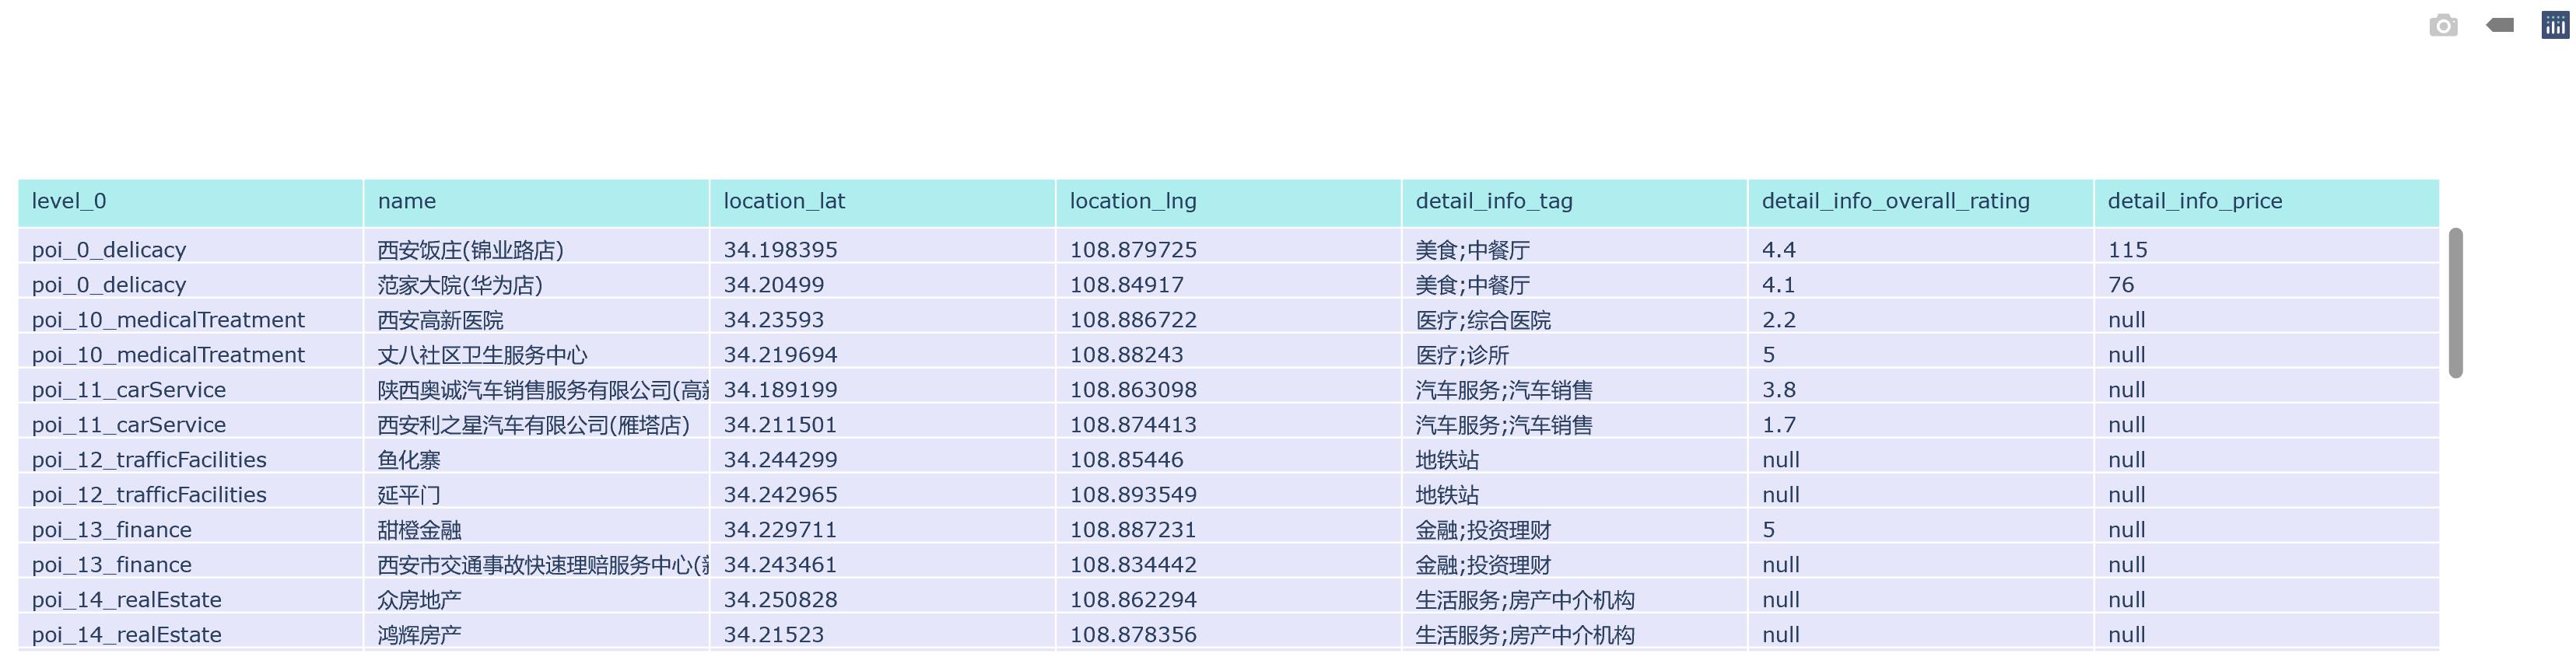 level_0 name location_lat location_lng detail_info_tag detail_info_overall_rating detail_info_price
poi_0_delicacy 西安饭庄(锦业路店) 34.198395 108.879725 美食;中餐厅 4.4 115
poi_0_delicacy 范家大院(华为店) 34.20499 108.84917 美食;中餐厅 4.1 76
poi_10_medicalTreatment 西安高新医院 34.23593 108.886722 医疗;综合医院 2.2 null
poi_10_medicalTreatment 丈八社区卫生服务中心 34.219694 108.88243 医疗;诊所 5 null
poi_11_carService 陕西奥诚汽车销售服务有限公司(高 34.189199 108.863098 汽车服务;汽车销售 3.8 null
poi_11_carService 西安利之星汽车有限公司(雁塔店) 34.211501 108.874413 汽车服务;汽车销售 1.7 null
poi_12_trafficFacilities 鱼化寨 34.244299 108.85446 地铁站 null null
poi_12_trafficFacilities 延平门 34.242965 108.893549 地铁站 null null
poi_13_finance 甜橙金融 34.229711 108.887231 金融;投资理财 5 null
poi_13_finance 西安市交通事故快速理赔服务中心( 34.243461 108.834442 金融;投资理财 null null
poi_14_realEstate 众房地产 34.250828 108.862294 生活服务;房产中介机构 null null
poi_14_realEstate 鸿辉房产 34.21523 108.878356 生活服务;房产中介机构 null null